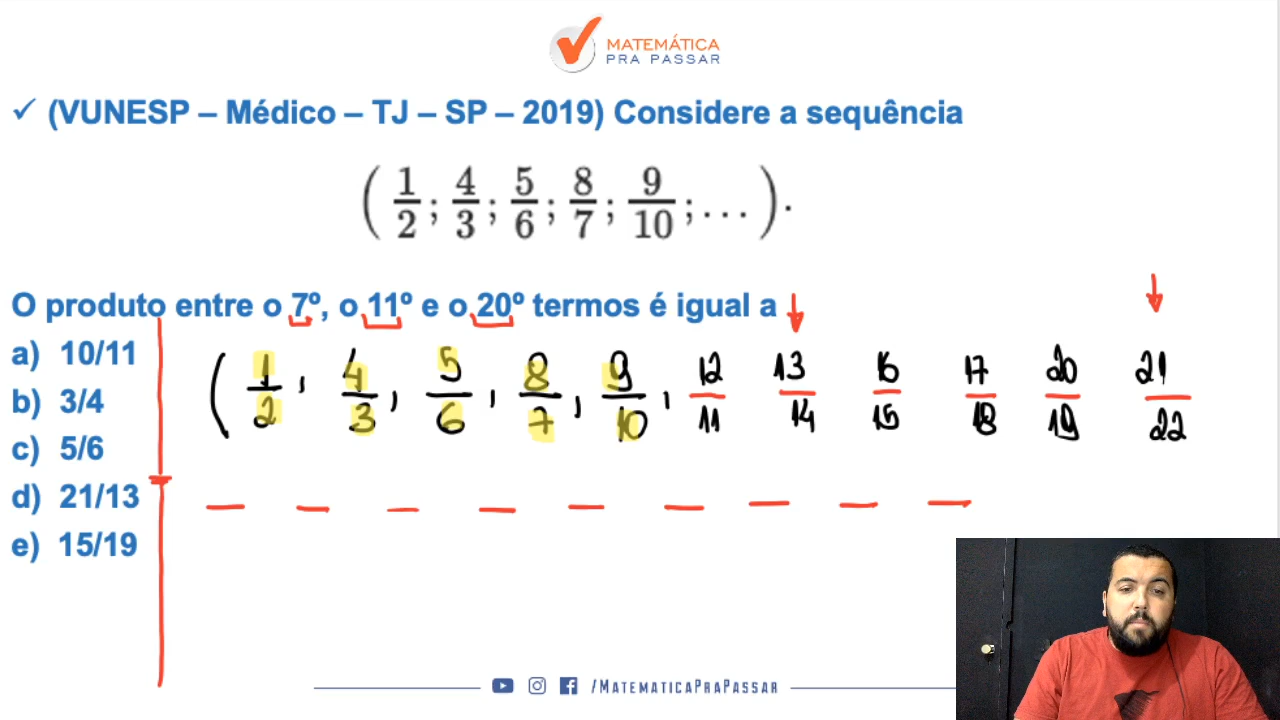 MATEMÁTICA
PRA PASSAR
✓ (VUNESP – Médico – TJ – SP – 2019) Considere a sequência
( 1/2 ; 4/3 ; 5/6 ; 8/7 ; 9/10 ; ... ).
O produto entre o 7º, o 11º e o 20º termos é igual a
a) 10/11
b) 3/4
c) 5/6
d) 21/13
e) 15/19
( 1/2 , 4/3 , 5/6 , 8/7 , 9/10 , 12/11 13/14 16/15 17/18 20/19 21/22
/MATEMATICAPRAPASSAR